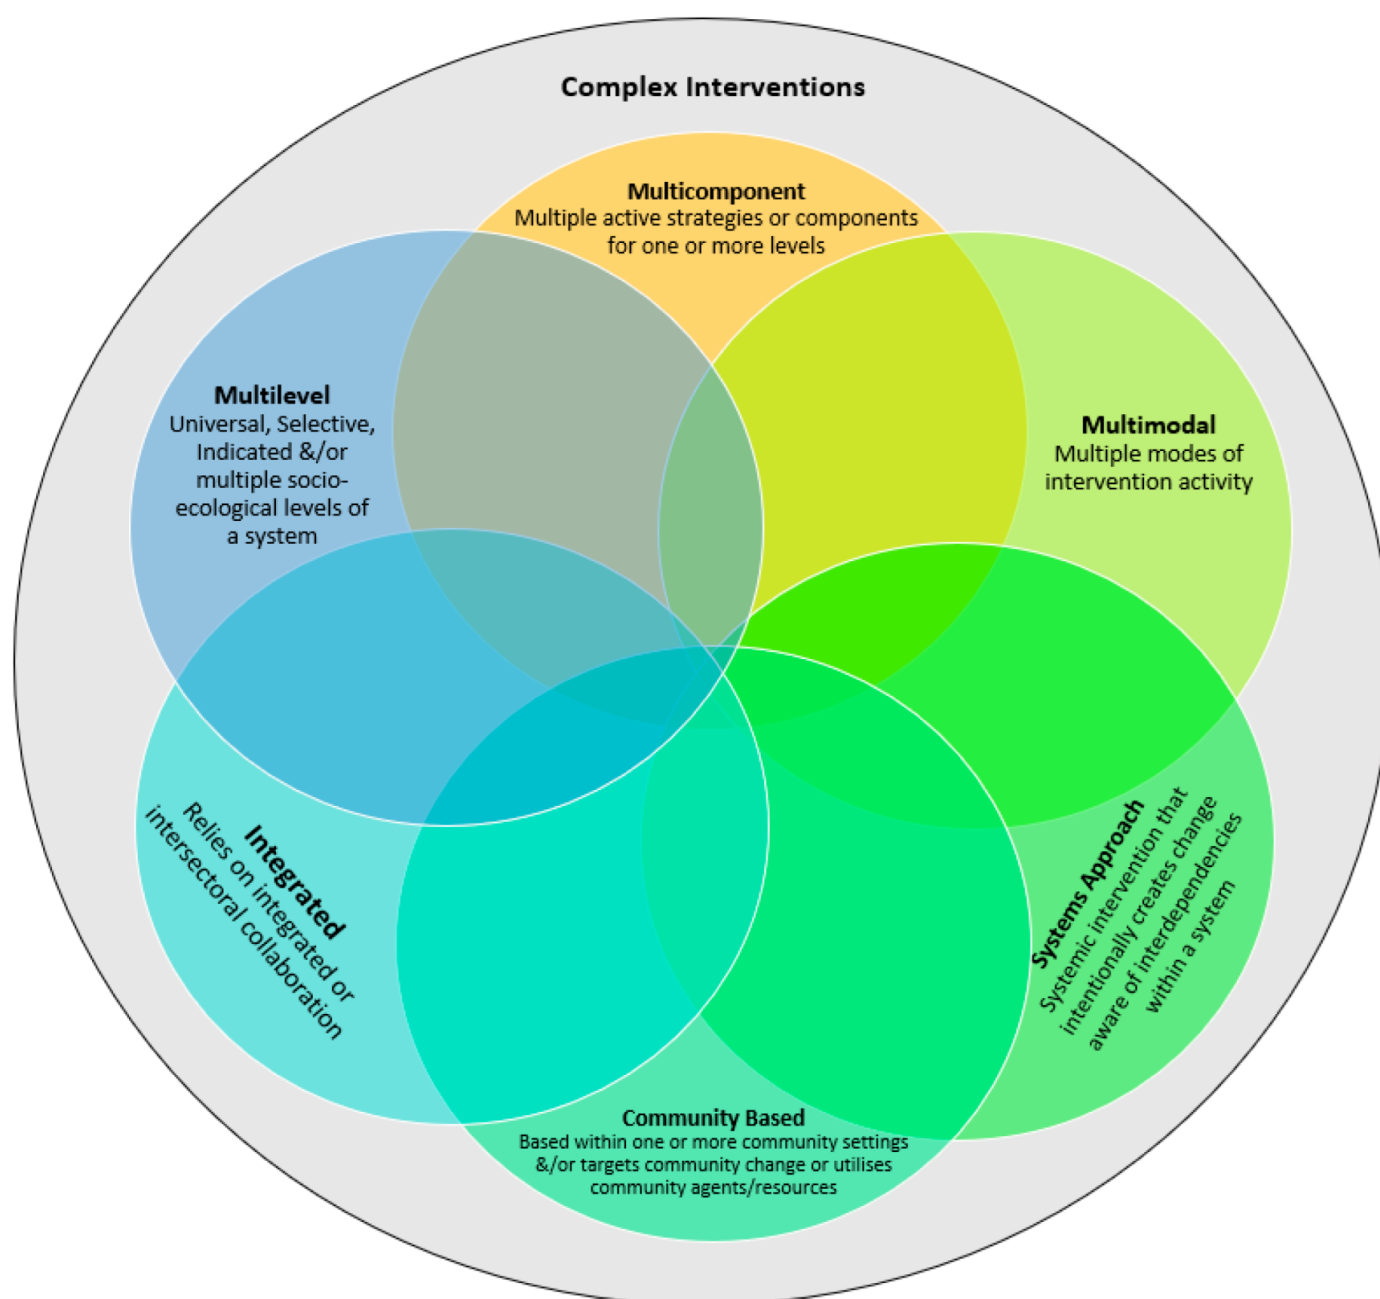 Complex Interventions
Multicomponent
Multiple active strategies or components
for one or more levels
Multilevel
Universal, Selective,
Indicated &/or
multiple socio-
ecological levels of
a system
Multimodal
Multiple modes of
intervention activity
Integrated
Relies on integrated or
intersectoral collaboration
Systems Approach
Systemic intervention that
intentionally creates change
aware of interdependencies
within a system
Community Based
Based within one or more community settings
&/or targets community change or utilises
community agents/resources